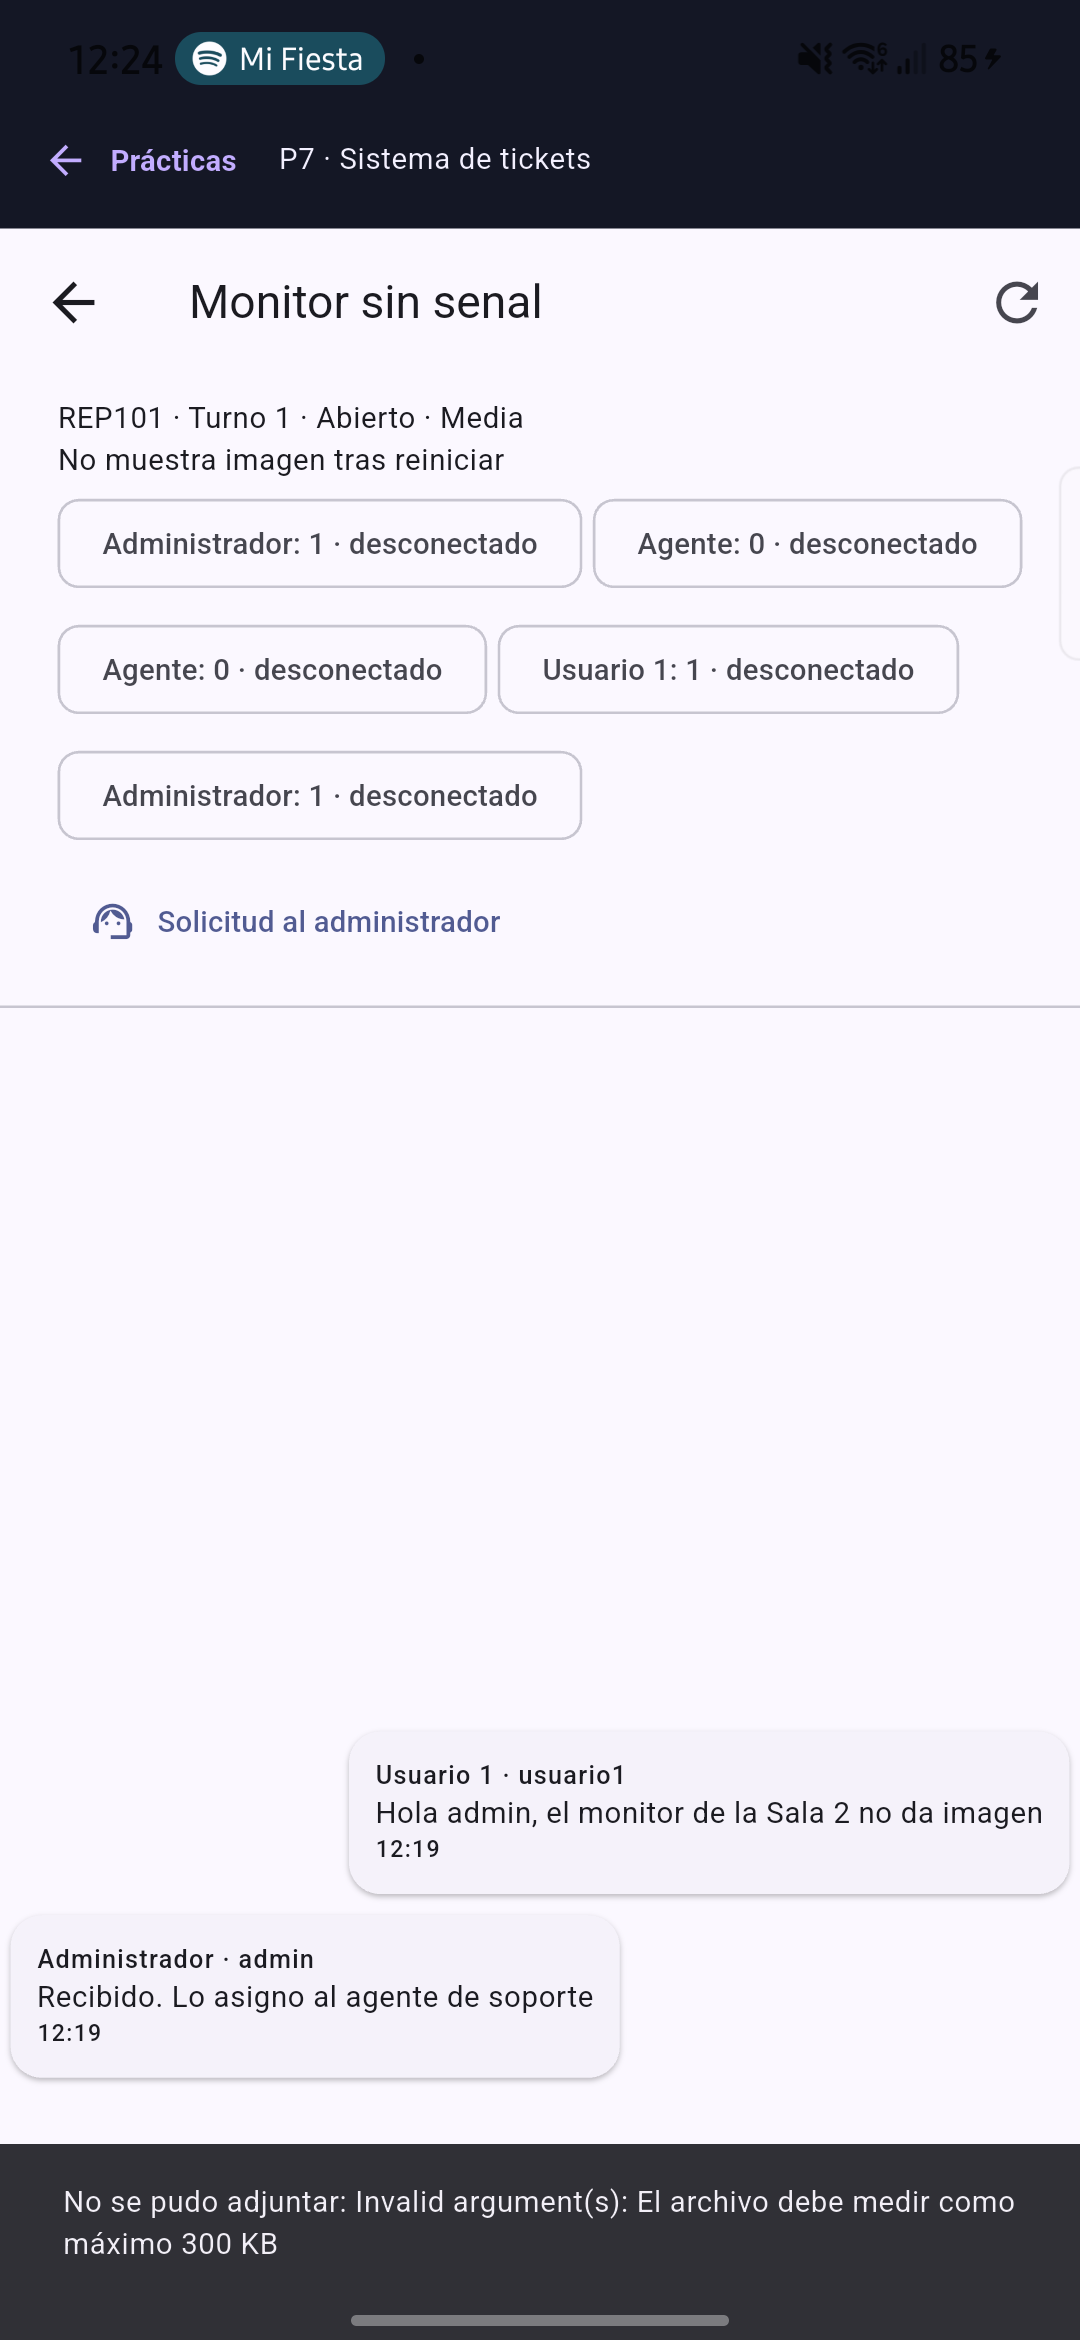 12:24 Mi Fiesta 6 85
Prácticas P7 · Sistema de tickets
Monitor sin senal
REP101 · Turno 1 · Abierto · Media
No muestra imagen tras reiniciar
Administrador: 1 · desconectado Agente: 0 · desconectado
Agente: 0 · desconectado Usuario 1: 1 · desconectado
Administrador: 1 · desconectado
Solicitud al administrador
Usuario 1 · usuario1
Hola admin, el monitor de la Sala 2 no da imagen
12:19
Administrador · admin
Recibido. Lo asigno al agente de soporte
12:19
No se pudo adjuntar: Invalid argument(s): El archivo debe medir como
máximo 300 KB